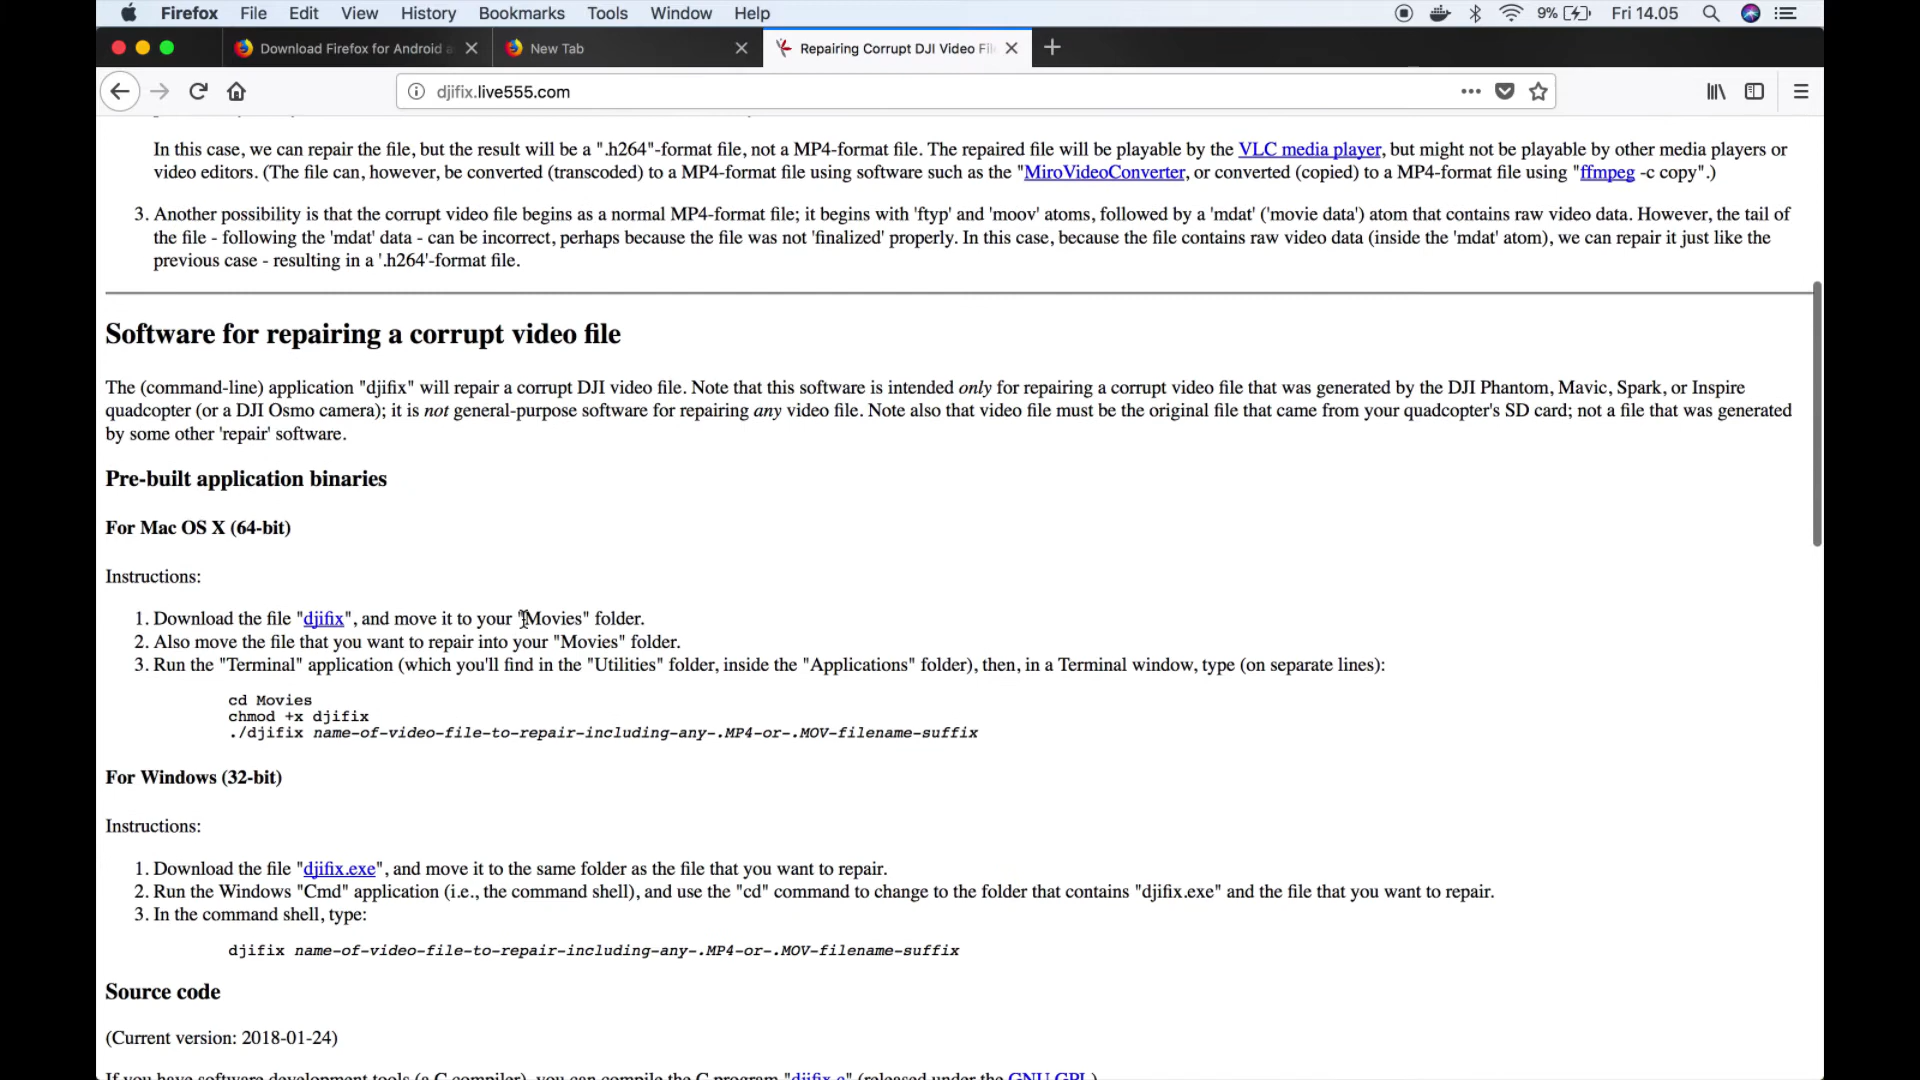 Firefox File Edit View History Bookmarks Tools Window Help 9% Fri 14.05
Download Firefox for Android a New Tab Repairing Corrupt DJI Video Fil
djifix.live555.com
In this case, we can repair the file, but the result will be a ".h264"-format file, not a MP4-format file. The repaired file will be playable by the VLC media player, but might not be playable by other media players or
video editors. (The file can, however, be converted (transcoded) to a MP4-format file using software such as the "MiroVideoConverter, or converted (copied) to a MP4-format file using "ffmpeg -c copy".)
3. Another possibility is that the corrupt video file begins as a normal MP4-format file; it begins with 'ftyp' and 'moov' atoms, followed by a 'mdat' ('movie data') atom that contains raw video data. However, the tail of
the file - following the 'mdat' data - can be incorrect, perhaps because the file was not 'finalized' properly. In this case, because the file contains raw video data (inside the 'mdat' atom), we can repair it just like the
previous case - resulting in a '.h264'-format file.
Software for repairing a corrupt video file
The (command-line) application "djifix" will repair a corrupt DJI video file. Note that this software is intended only for repairing a corrupt video file that was generated by the DJI Phantom, Mavic, Spark, or Inspire
quadcopter (or a DJI Osmo camera); it is not general-purpose software for repairing any video file. Note also that video file must be the original file that came from your quadcopter's SD card; not a file that was generated
by some other 'repair' software.
Pre-built application binaries
For Mac OS X (64-bit)
Instructions:
1. Download the file "djifix", and move it to your "Movies" folder.
2. Also move the file that you want to repair into your "Movies" folder.
3. Run the "Terminal" application (which you'll find in the "Utilities" folder, inside the "Applications" folder), then, in a Terminal window, type (on separate lines):
cd Movies
chmod +x djifix
./djifix name-of-video-file-to-repair-including-any-.MP4-or-.MOV-filename-suffix
For Windows (32-bit)
Instructions:
1. Download the file "djifix.exe", and move it to the same folder as the file that you want to repair.
2. Run the Windows "Cmd" application (i.e., the command shell), and use the "cd" command to change to the folder that contains "djifix.exe" and the file that you want to repair.
3. In the command shell, type:
djifix name-of-video-file-to-repair-including-any-.MP4-or-.MOV-filename-suffix
Source code
(Current version: 2018-01-24)
If you have software development tools (a C compiler), you can compile the C program "djifix.c" (released under the GNU GPL)